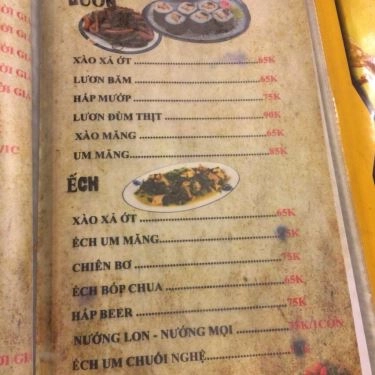 LƯƠN
XÀO XẢ ỚT 65K
LƯƠN BẰM 65K
HẤP MƯỚP 75K
LƯƠN ĐÙM THỊT 90K
XÀO MĂNG 65K
UM MĂNG 85K
ẾCH
XÀO XẢ ỚT 65K
ẾCH UM MĂNG
CHIÊN BƠ 75K
ẾCH BÓP CHUA 65K
HẤP BEER 75K
NƯỚNG LON - NƯỚNG MỌI
ẾCH UM CHUỐI NGHỆ